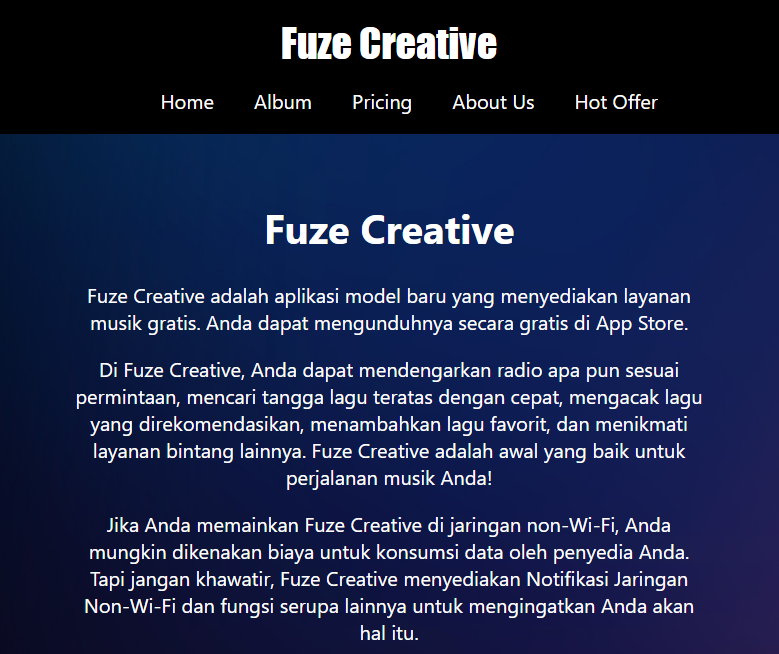 Fuze Creative
Home Album Pricing About Us Hot Offer
Fuze Creative
Fuze Creative adalah aplikasi model baru yang menyediakan layanan
musik gratis. Anda dapat mengunduhnya secara gratis di App Store.
Di Fuze Creative, Anda dapat mendengarkan radio apa pun sesuai
permintaan, mencari tangga lagu teratas dengan cepat, mengacak lagu
yang direkomendasikan, menambahkan lagu favorit, dan menikmati
layanan bintang lainnya. Fuze Creative adalah awal yang baik untuk
perjalanan musik Anda!
Jika Anda memainkan Fuze Creative di jaringan non-Wi-Fi, Anda
mungkin dikenakan biaya untuk konsumsi data oleh penyedia Anda.
Tapi jangan khawatir, Fuze Creative menyediakan Notifikasi Jaringan
Non-Wi-Fi dan fungsi serupa lainnya untuk mengingatkan Anda akan
hal itu.